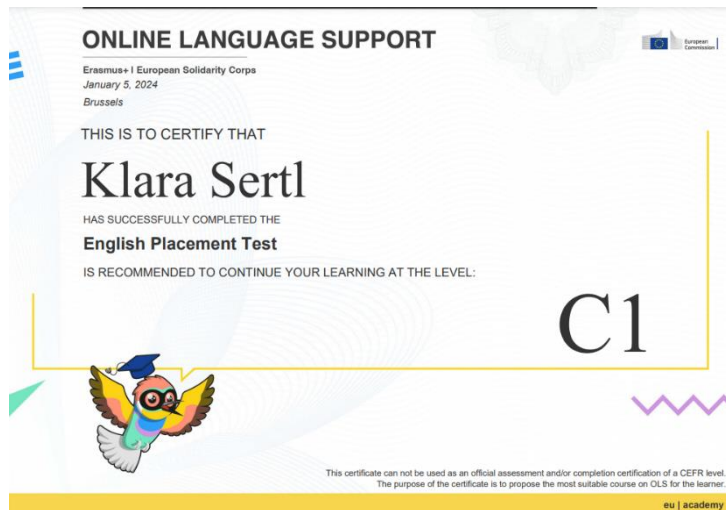 ONLINE LANGUAGE SUPPORT
European
Commission
Erasmus+ I European Solidarity Corps
January 5, 2024
Brussels
THIS IS TO CERTIFY THAT
Klara Sertl
HAS SUCCESSFULLY COMPLETED THE
English Placement Test
IS RECOMMENDED TO CONTINUE YOUR LEARNING AT THE LEVEL:
C1
This certificate can not be used as an official assessment and/or completion certification of a CEFR level.
The purpose of the certificate is to propose the most suitable course on OLS for the learner.
eu | academy